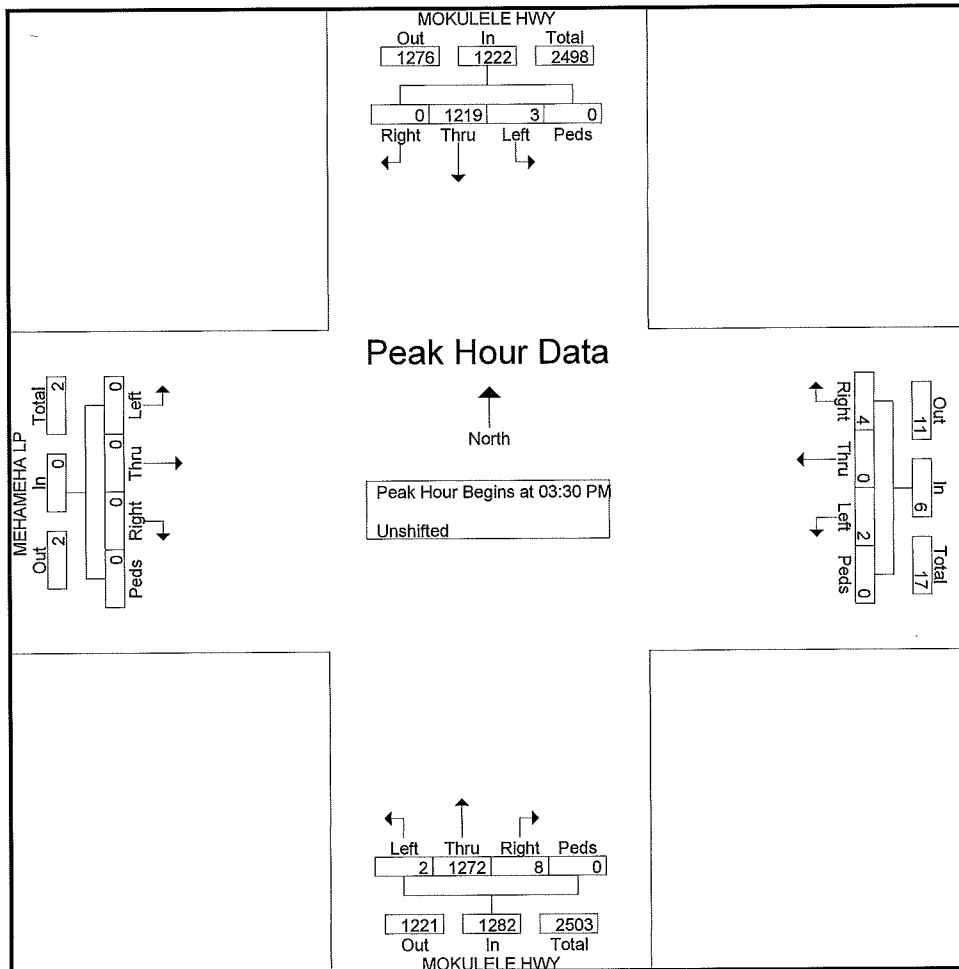 MOKULELE HWY
Out In Total
1276 1222 2498
0 1219 3 0
Right Thru Left Peds
Peak Hour Data
North
Peak Hour Begins at 03:30 PM
Unshifted
MEHAMEHA LP
Out In Total
2 0 2
0 0 0 0
Left Thru Right Peds
Out In Total
11 6 17
4 0 2 0
Right Thru Left Peds
Left Thru Right Peds
2 1272 8 0
1221 1282 2503
Out In Total
MOKULELE HWY